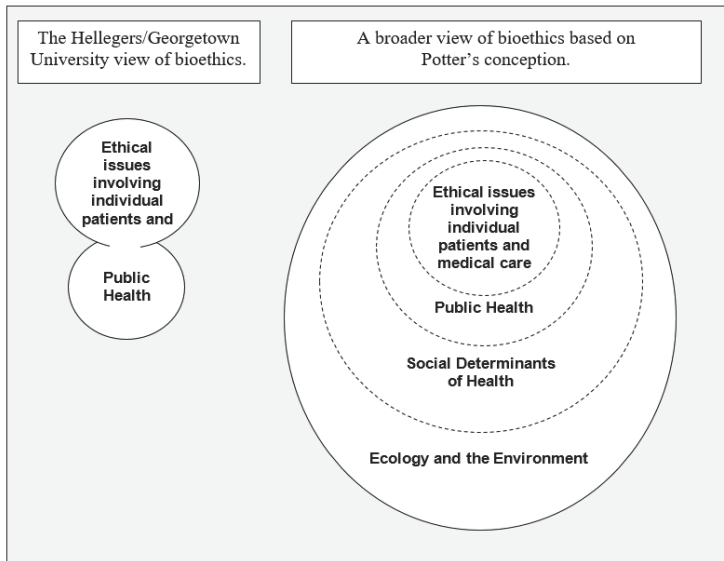 The Hellegers/Georgetown
University view of bioethics.
A broader view of bioethics based on
Potter's conception.
Ethical
issues
involving
individual
patients and
Public
Health
Ethical issues
involving
individual
patients and
medical care
Public Health
Social Determinants
of Health
Ecology and the Environment